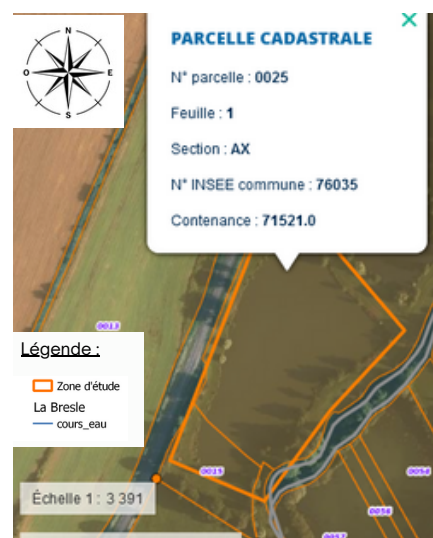 N
O
E
S
PARCELLE CADASTRALE
N° parcelle : 0025
Feuille : 1
Section : AX
N° INSEE commune : 76035
Contenance : 71521.0
0013
Légende :
Zone d'étude
La Bresle
cours_eau
0015
Échelle 1 : 3 391
0056